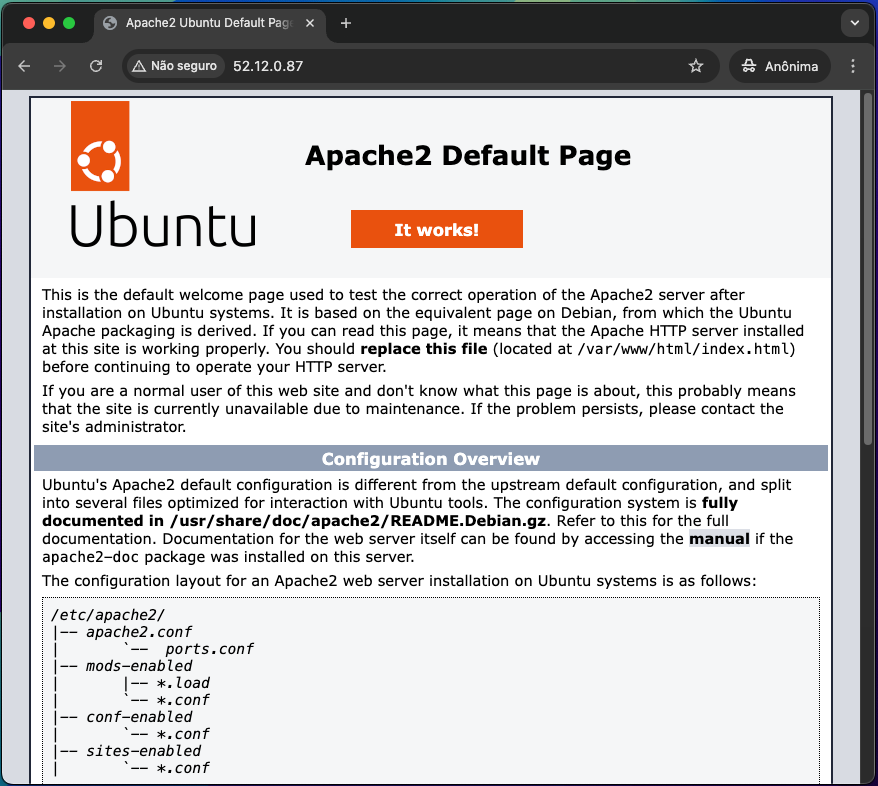 Apache2 Ubuntu Default Page
Não seguro
52.12.0.87
Anônima
Apache2 Default Page
Ubuntu
It works!
This is the default welcome page used to test the correct operation of the Apache2 server after
installation on Ubuntu systems. It is based on the equivalent page on Debian, from which the Ubuntu
Apache packaging is derived. If you can read this page, it means that the Apache HTTP server installed
at this site is working properly. You should replace this file (located at /var/www/html/index.html)
before continuing to operate your HTTP server.
If you are a normal user of this web site and don't know what this page is about, this probably means
that the site is currently unavailable due to maintenance. If the problem persists, please contact the
site's administrator.
Configuration Overview
Ubuntu's Apache2 default configuration is different from the upstream default configuration, and split
into several files optimized for interaction with Ubuntu tools. The configuration system is fully
documented in /usr/share/doc/apache2/README.Debian.gz. Refer to this for the full
documentation. Documentation for the web server itself can be found by accessing the manual if the
apache2-doc package was installed on this server.
The configuration layout for an Apache2 web server installation on Ubuntu systems is as follows:
/etc/apache2/
|-- apache2.conf
|       `--  ports.conf
|-- mods-enabled
|       |-- *.load
|       `-- *.conf
|-- conf-enabled
|       `-- *.conf
|-- sites-enabled
|       `-- *.conf